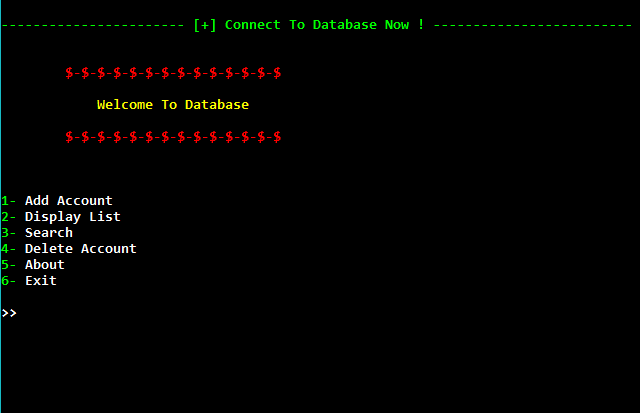 ----------------------- [+] Connect To Database Now ! -------------------------
$-$-$-$-$-$-$-$-$-$-$-$-$-$
Welcome To Database
$-$-$-$-$-$-$-$-$-$-$-$-$-$
1- Add Account
2- Display List
3- Search
4- Delete Account
5- About
6- Exit
>>